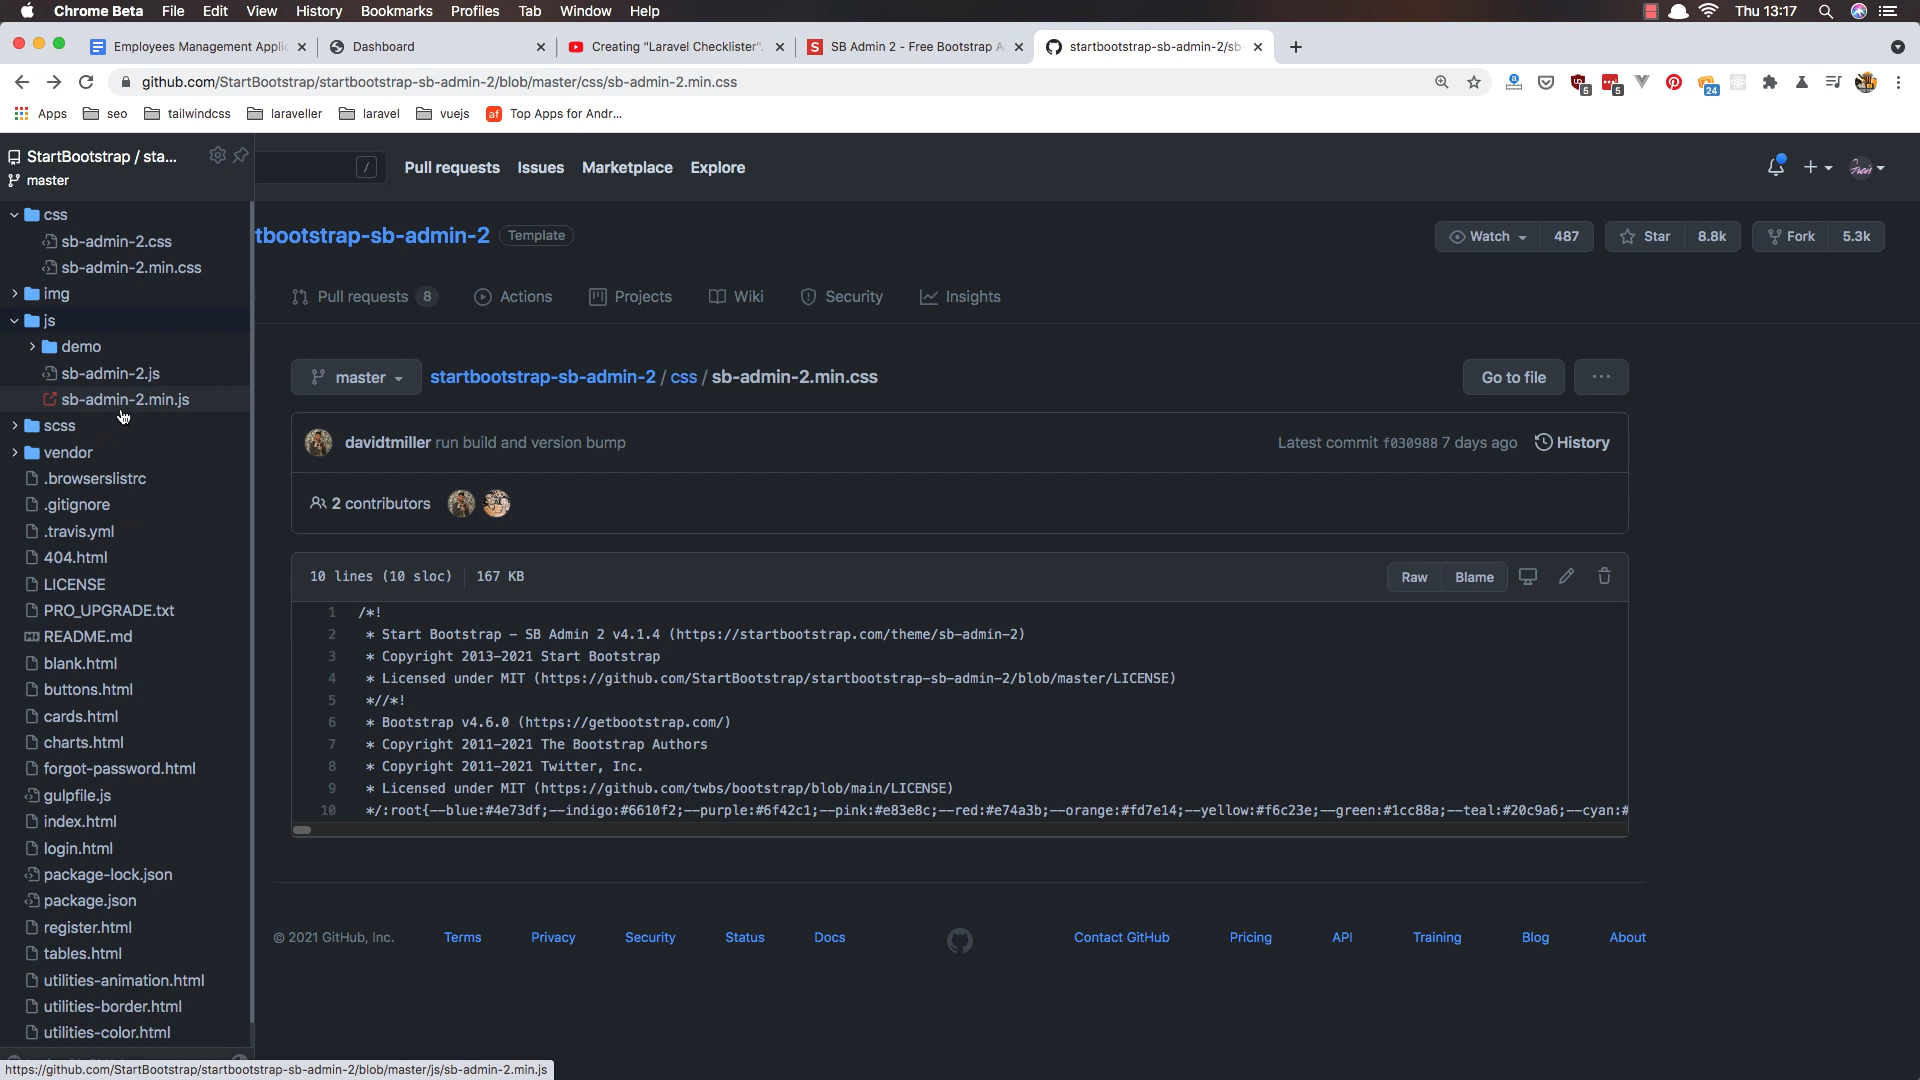 Chrome Beta File Edit View History Bookmarks Profiles Tab Window Help Thu 13:17
Employees Management Applic Dashboard Creating "Laravel Checklister". SB Admin 2 - Free Bootstrap A startbootstrap-sb-admin-2/sb-
github.com/StartBootstrap/startbootstrap-sb-admin-2/blob/master/css/sb-admin-2.min.css 5 5 24
Apps seo tailwindcss laraveller laravel vuejs af Top Apps for Andr...
StartBootstrap / sta...
master
/ Pull requests Issues Marketplace Explore
tbootstrap-sb-admin-2 Template Watch 487 Star 8.8k Fork 5.3k
Pull requests 8 Actions Projects Wiki Security Insights
css
sb-admin-2.css
sb-admin-2.min.css
img
js
demo
sb-admin-2.js
sb-admin-2.min.js
scss
vendor
.browserslistrc
.gitignore
.travis.yml
404.html
LICENSE
PRO_UPGRADE.txt
README.md
blank.html
buttons.html
cards.html
charts.html
forgot-password.html
gulpfile.js
index.html
login.html
package-lock.json
package.json
register.html
tables.html
utilities-animation.html
utilities-border.html
utilities-color.html
master startbootstrap-sb-admin-2 / css / sb-admin-2.min.css Go to file ...
davidtmiller run build and version bump Latest commit f030988 7 days ago History
2 contributors
10 lines (10 sloc) 167 KB Raw Blame
1 /*!
2 * Start Bootstrap - SB Admin 2 v4.1.4 (https://startbootstrap.com/theme/sb-admin-2)
3 * Copyright 2013-2021 Start Bootstrap
4 * Licensed under MIT (https://github.com/StartBootstrap/startbootstrap-sb-admin-2/blob/master/LICENSE)
5 *//*!
6 * Bootstrap v4.6.0 (https://getbootstrap.com/)
7 * Copyright 2011-2021 The Bootstrap Authors
8 * Copyright 2011-2021 Twitter, Inc.
9 * Licensed under MIT (https://github.com/twbs/bootstrap/blob/main/LICENSE)
10 */:root{--blue:#4e73df;--indigo:#6610f2;--purple:#6f42c1;--pink:#e83e8c;--red:#e74a3b;--orange:#fd7e14;--yellow:#f6c23e;--green:#1cc88a;--teal:#20c9a6;--cyan:#
© 2021 GitHub, Inc. Terms Privacy Security Status Docs Contact GitHub Pricing API Training Blog About
https://github.com/StartBootstrap/startbootstrap-sb-admin-2/blob/master/js/sb-admin-2.min.js